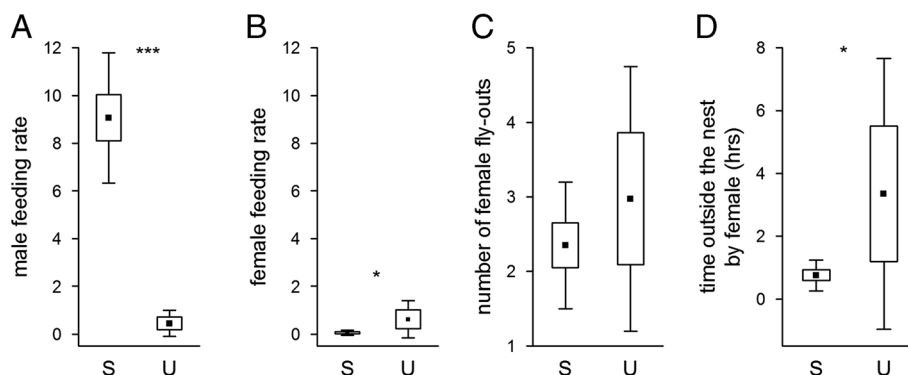 A B C D
12 *** 12 5 8 *
10 10
8 8 4 6
6 6 4
4 4 3 2
2 2 * 2 0
0 0 1
male feeding rate
female feeding rate
number of female fly-outs
time outside the nest
by female (hrs)
S U S U S U S U